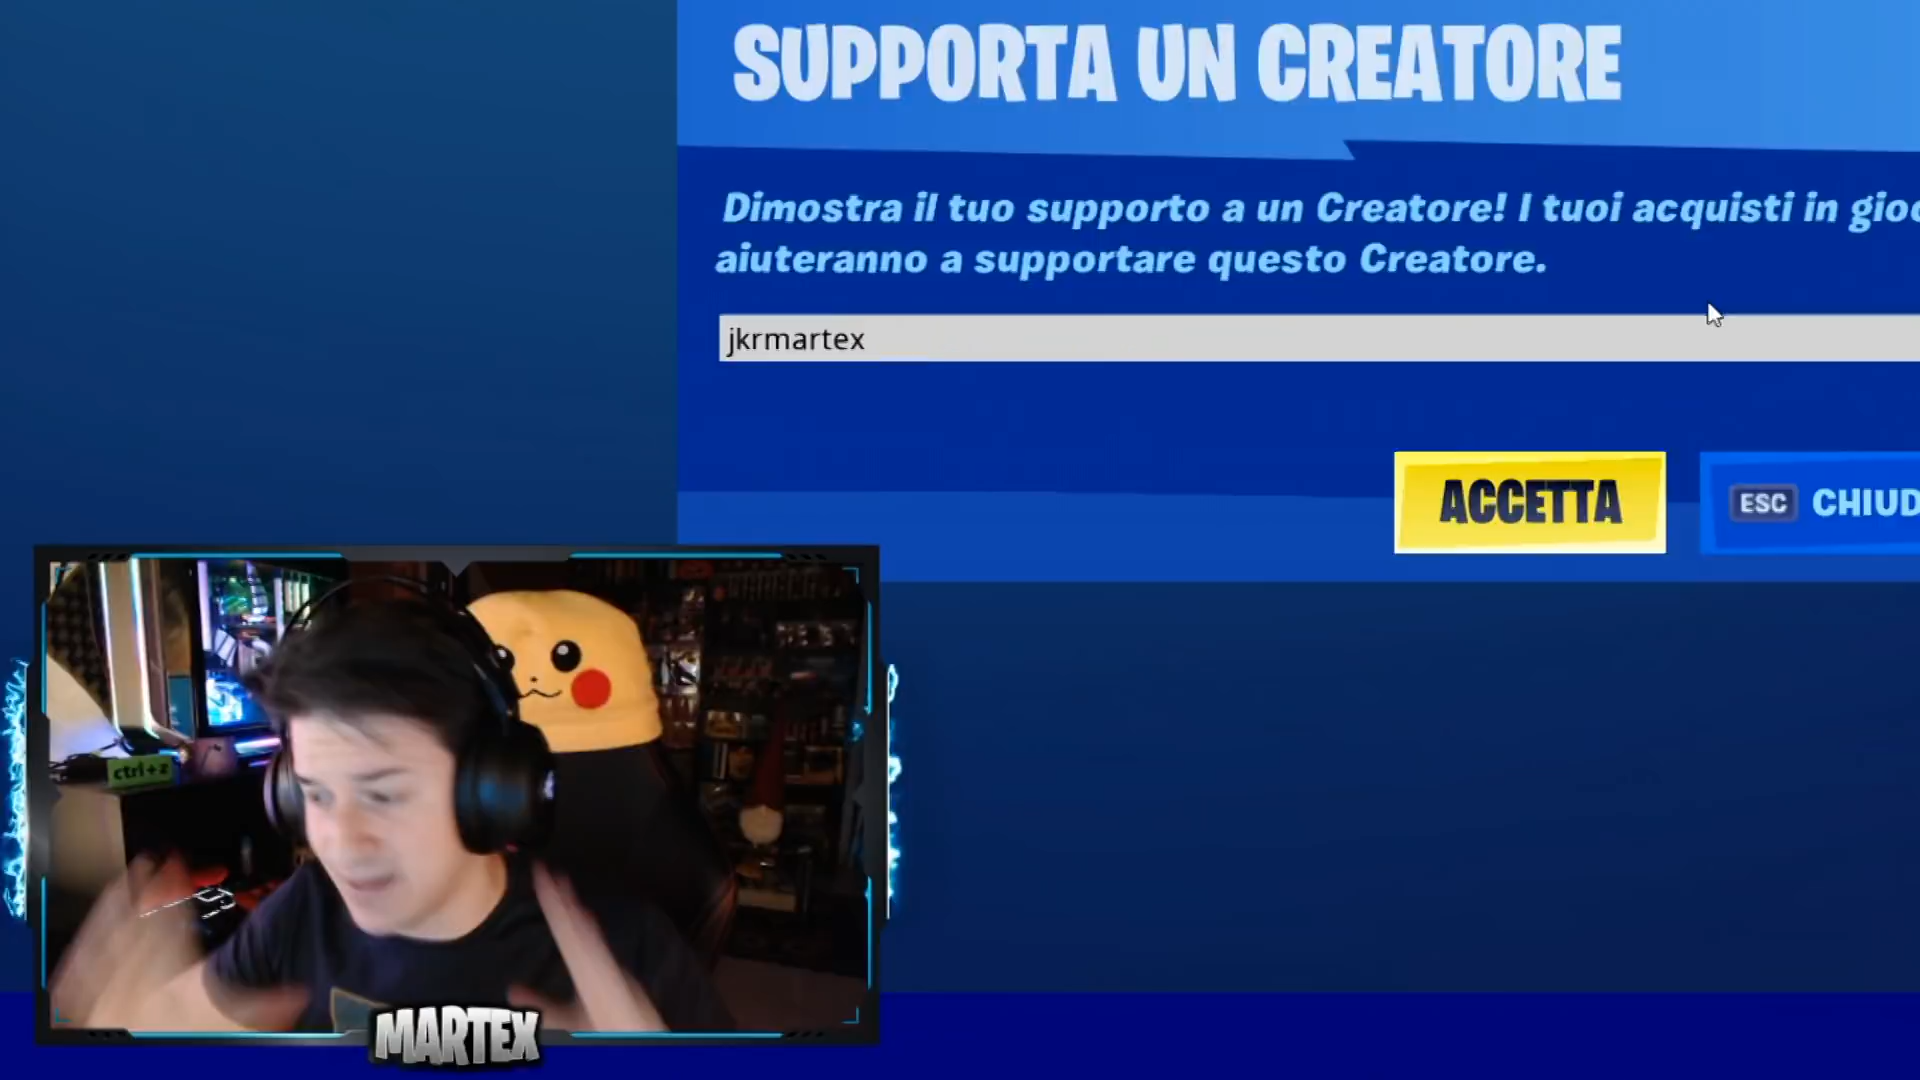 SUPPORTA UN CREATORE
Dimostra il tuo supporto a un Creatore! I tuoi acquisti in gioc
aiuteranno a supportare questo Creatore.
jkrmartex
ACCETTA
ESC CHIUD
ctrl+z
MARTEX